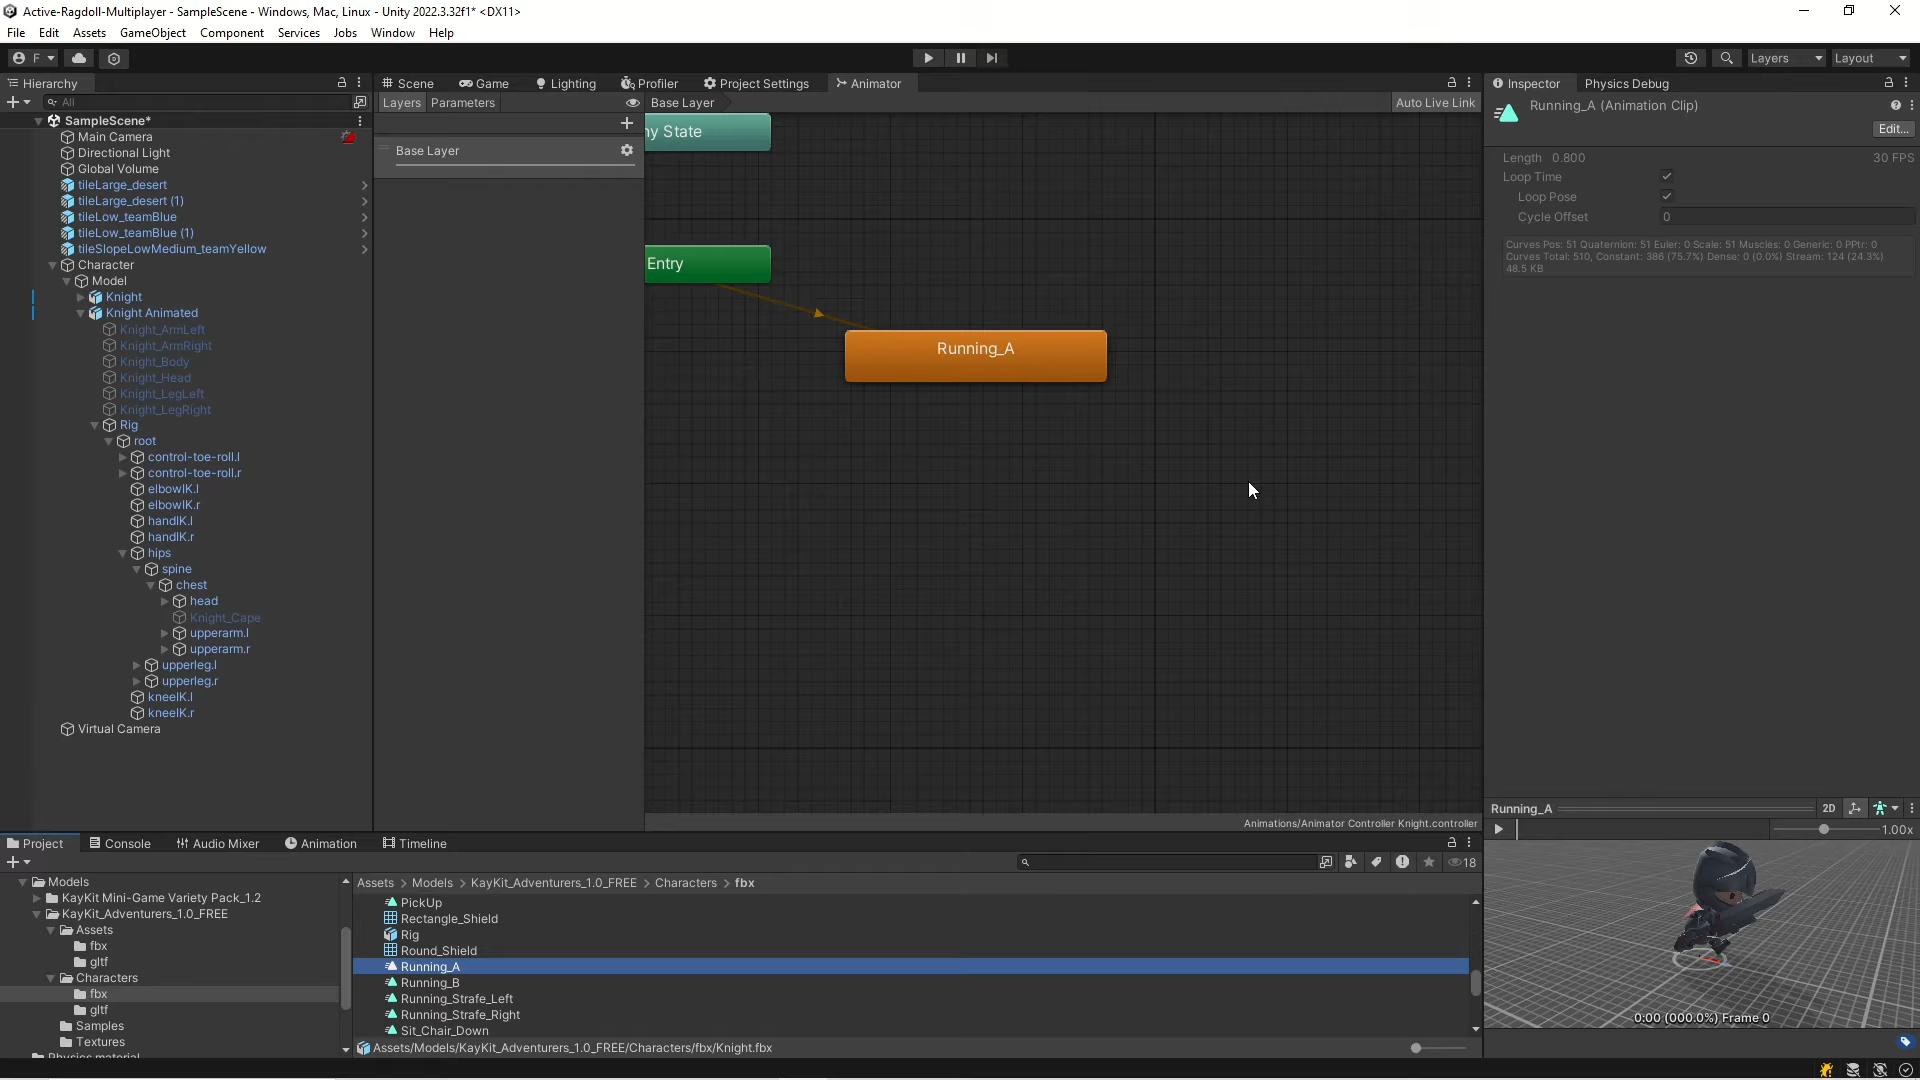 Active-Ragdoll-Multiplayer - SampleScene - Windows, Mac, Linux - Unity 2022.3.32f1* <DX11>
File Edit Assets GameObject Component Services Jobs Window Help
F Layers Layout
Hierarchy
All
SampleScene*
Main Camera
Directional Light
Global Volume
tileLarge_desert
tileLarge_desert (1)
tileLow_teamBlue
tileLow_teamBlue (1)
tileSlopeLowMedium_teamYellow
Character
Model
Knight
Knight Animated
Knight_ArmLeft
Knight_ArmRight
Knight_Body
Knight_Head
Knight_LegLeft
Knight_LegRight
Rig
root
control-toe-roll.l
control-toe-roll.r
elbowIK.l
elbowIK.r
handIK.l
handIK.r
hips
spine
chest
head
Knight_Cape
upperarm.l
upperarm.r
upperleg.l
upperleg.r
kneeIK.l
kneeIK.r
Virtual Camera
Scene Game Lighting Profiler Project Settings Animator
Layers Parameters Base Layer Auto Live Link
Base Layer
ny State
Entry
Running_A
Animations/Animator Controller Knight.controller
Inspector Physics Debug
Running_A (Animation Clip)
Edit...
Length 0.800 30 FPS
Loop Time
Loop Pose
Cycle Offset 0
Curves Pos: 51 Quaternion: 51 Euler: 0 Scale: 51 Muscles: 0 Generic: 0 PPtr: 0
Curves Total: 510, Constant: 386 (75.7%) Dense: 0 (0.0%) Stream: 124 (24.3%)
48.5 KB
Running_A 2D
1.00x
0:00 (000.0%) Frame 0
Project Console Audio Mixer Animation Timeline
18
Models
KayKit Mini-Game Variety Pack_1.2
KayKit_Adventurers_1.0_FREE
Assets
fbx
gltf
Characters
fbx
gltf
Samples
Textures
Physics material
Assets > Models > KayKit_Adventurers_1.0_FREE > Characters > fbx
PickUp
Rectangle_Shield
Rig
Round_Shield
Running_A
Running_B
Running_Strafe_Left
Running_Strafe_Right
Sit_Chair_Down
Assets/Models/KayKit_Adventurers_1.0_FREE/Characters/fbx/Knight.fbx